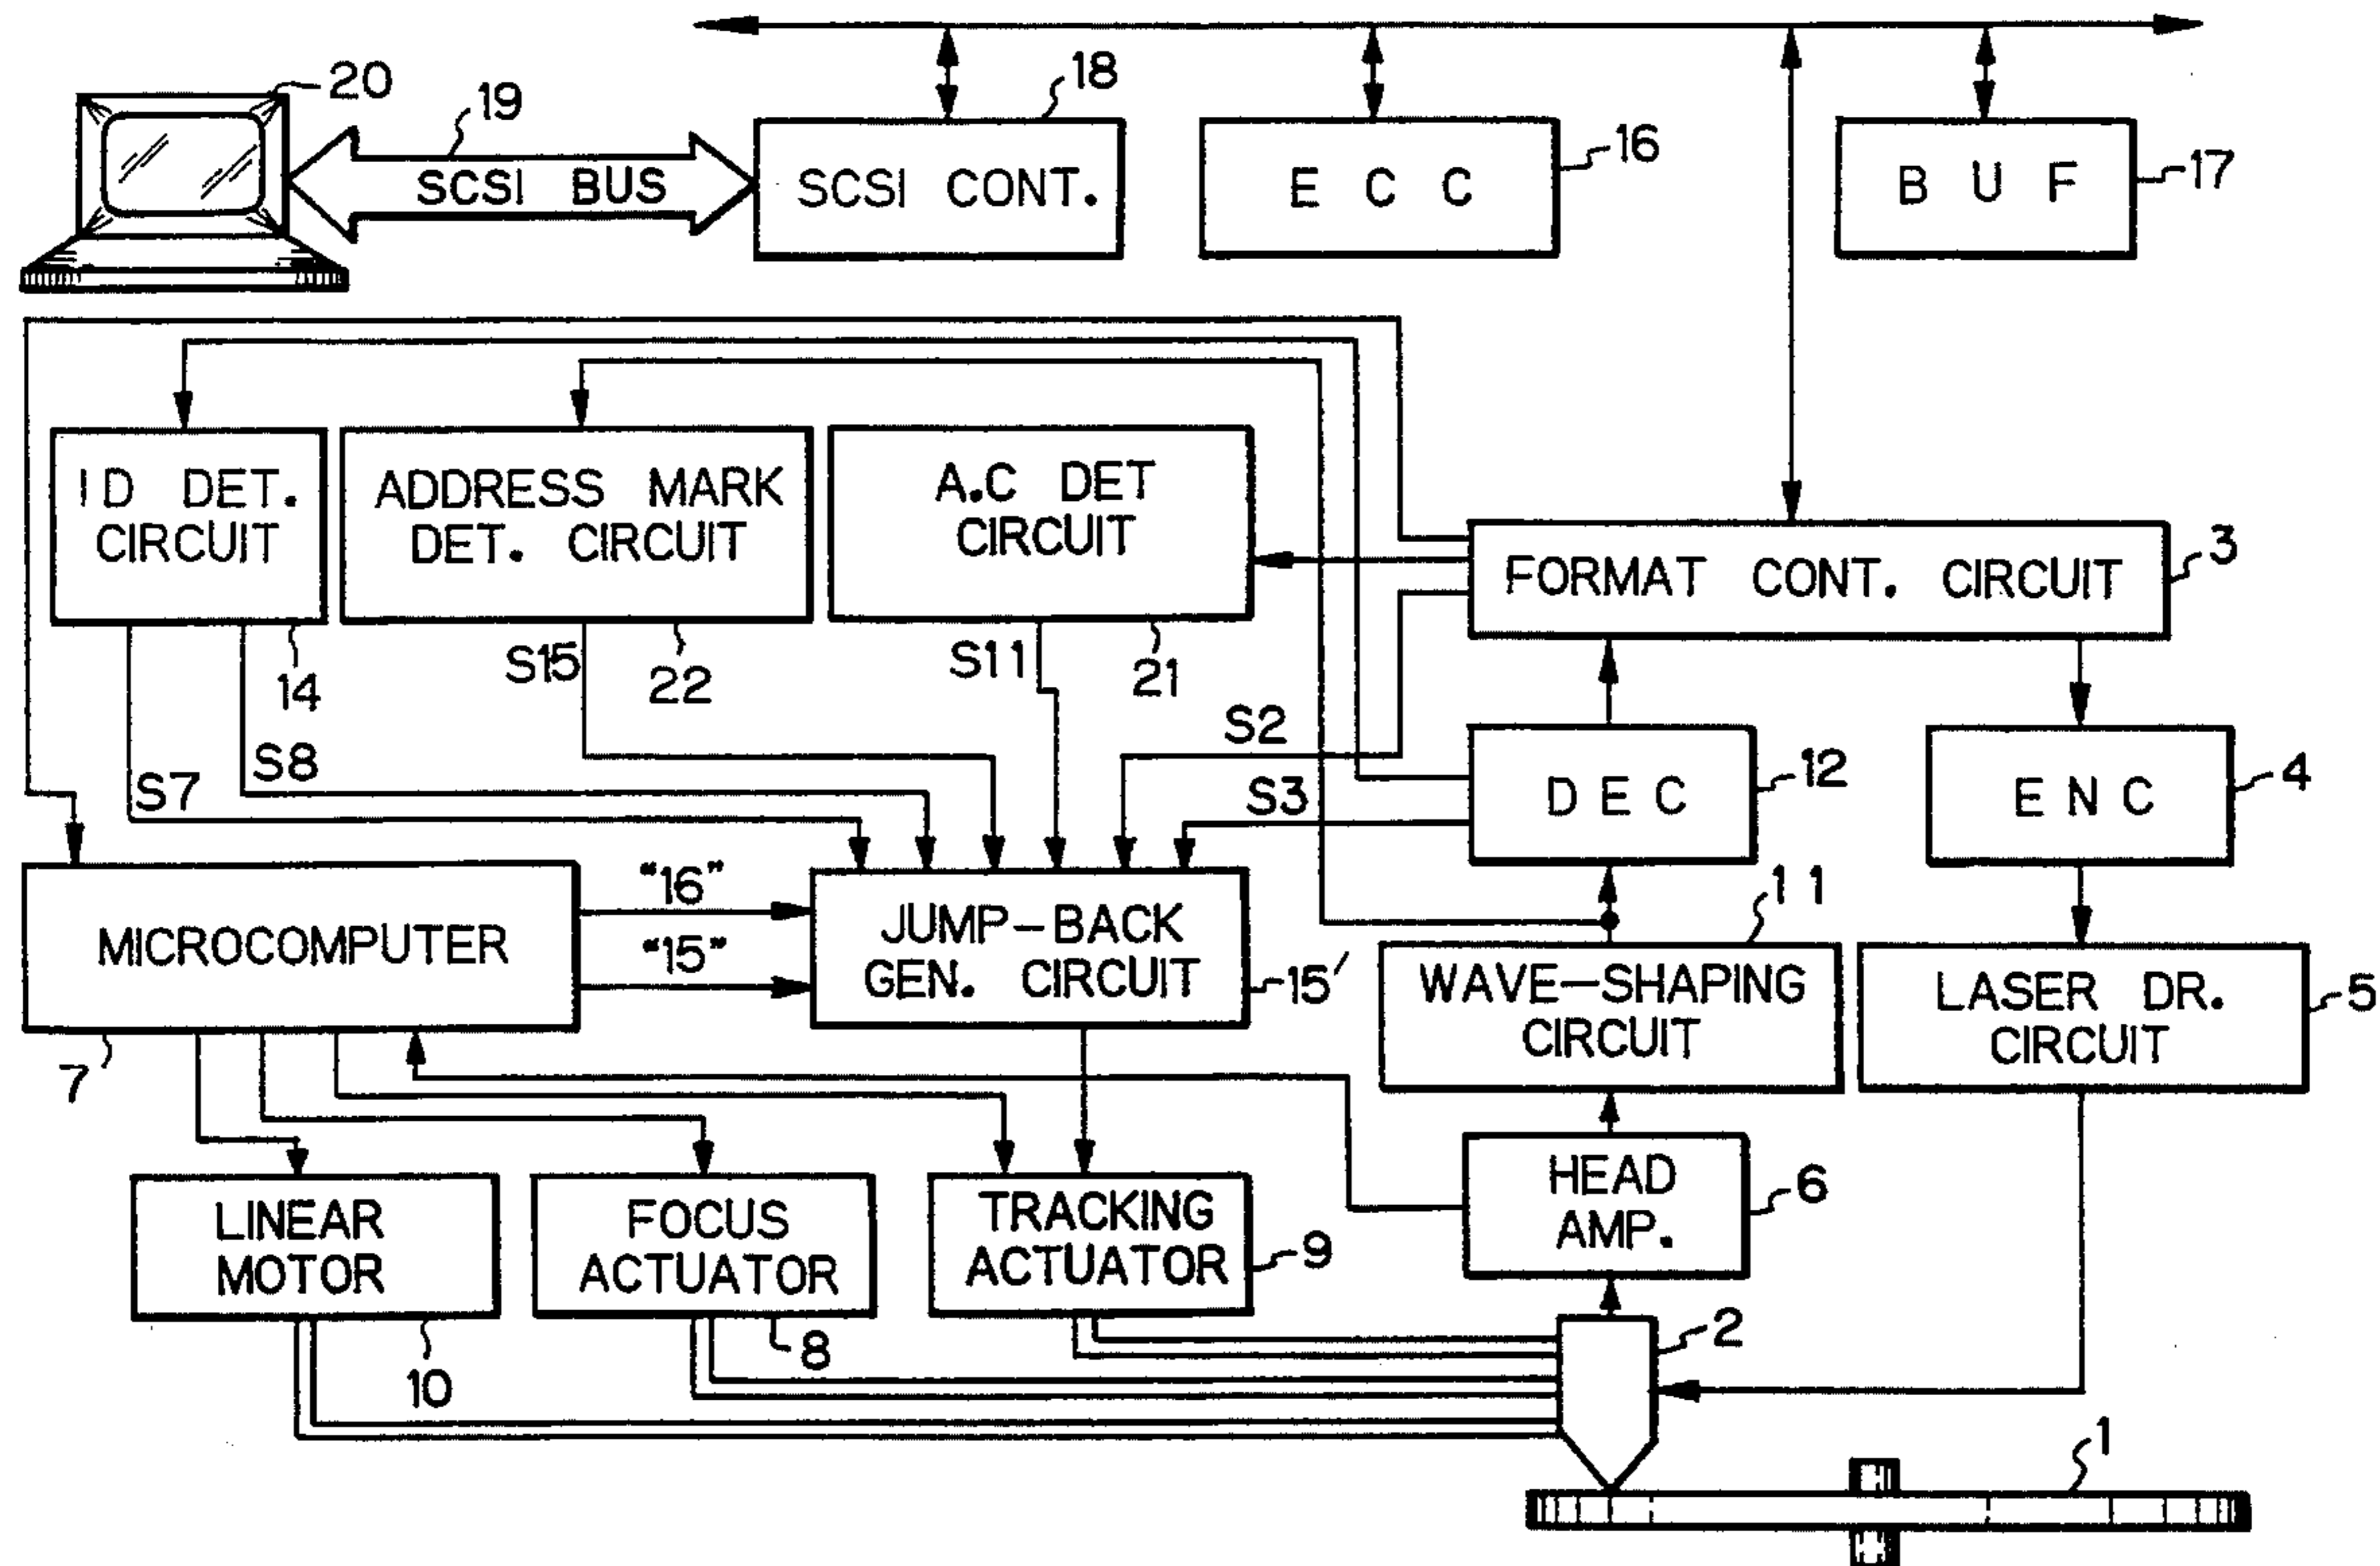 20
19
18
16
17
SCSI BUS
SCSI CONT.
E C C
B U F
ID DET.
CIRCUIT
ADDRESS MARK
DET. CIRCUIT
A.C DET
CIRCUIT
FORMAT CONT. CIRCUIT
3
14
S15
22
S11
21
S2
S7
S8
S3
D E C
12
E N C
4
MICROCOMPUTER
7
"16"
"15"
JUMP-BACK
GEN. CIRCUIT
15'
11
WAVE-SHAPING
CIRCUIT
LASER DR.
CIRCUIT
5
LINEAR
MOTOR
10
FOCUS
ACTUATOR
8
TRACKING
ACTUATOR
9
HEAD
AMP.
6
2
1